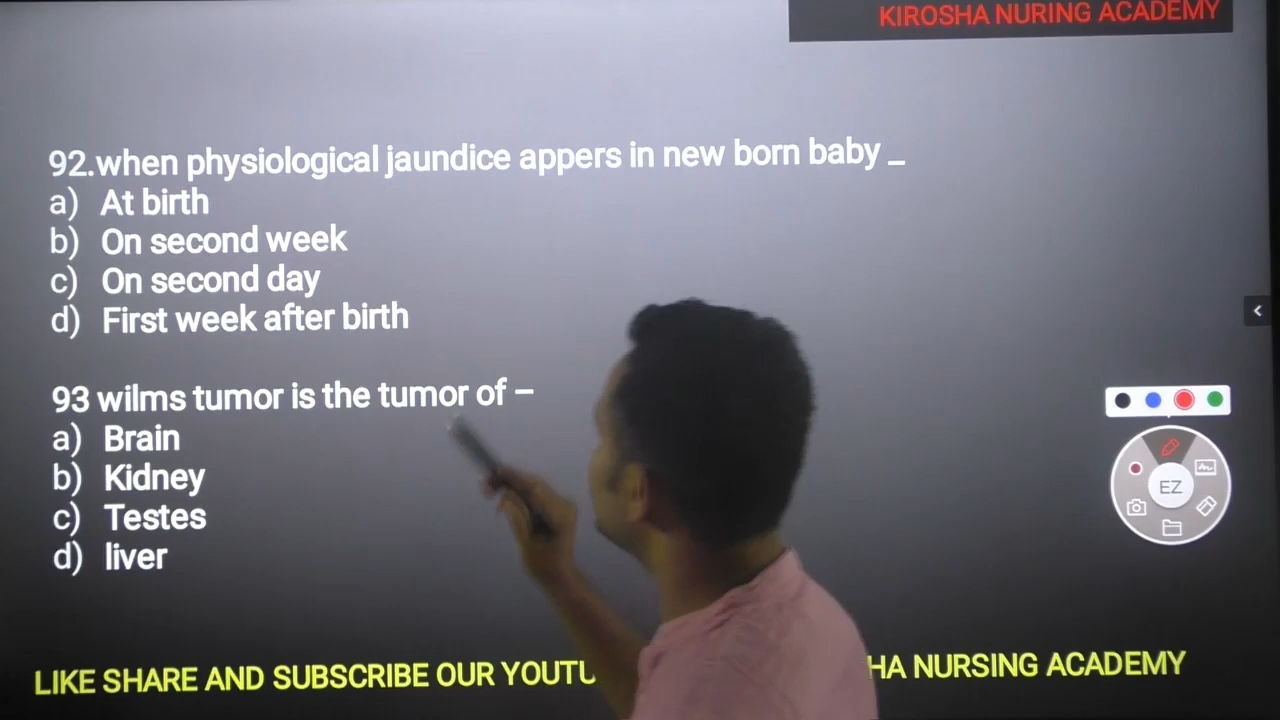 KIROSHA NURING ACADEMY
92.when physiological jaundice appers in new born baby _
a) At birth
b) On second week
c) On second day
d) First week after birth
93 wilms tumor is the tumor of –
a) Brain
b) Kidney
c) Testes
d) liver
EZ
LIKE SHARE AND SUBSCRIBE OUR NURSING ACADEMY